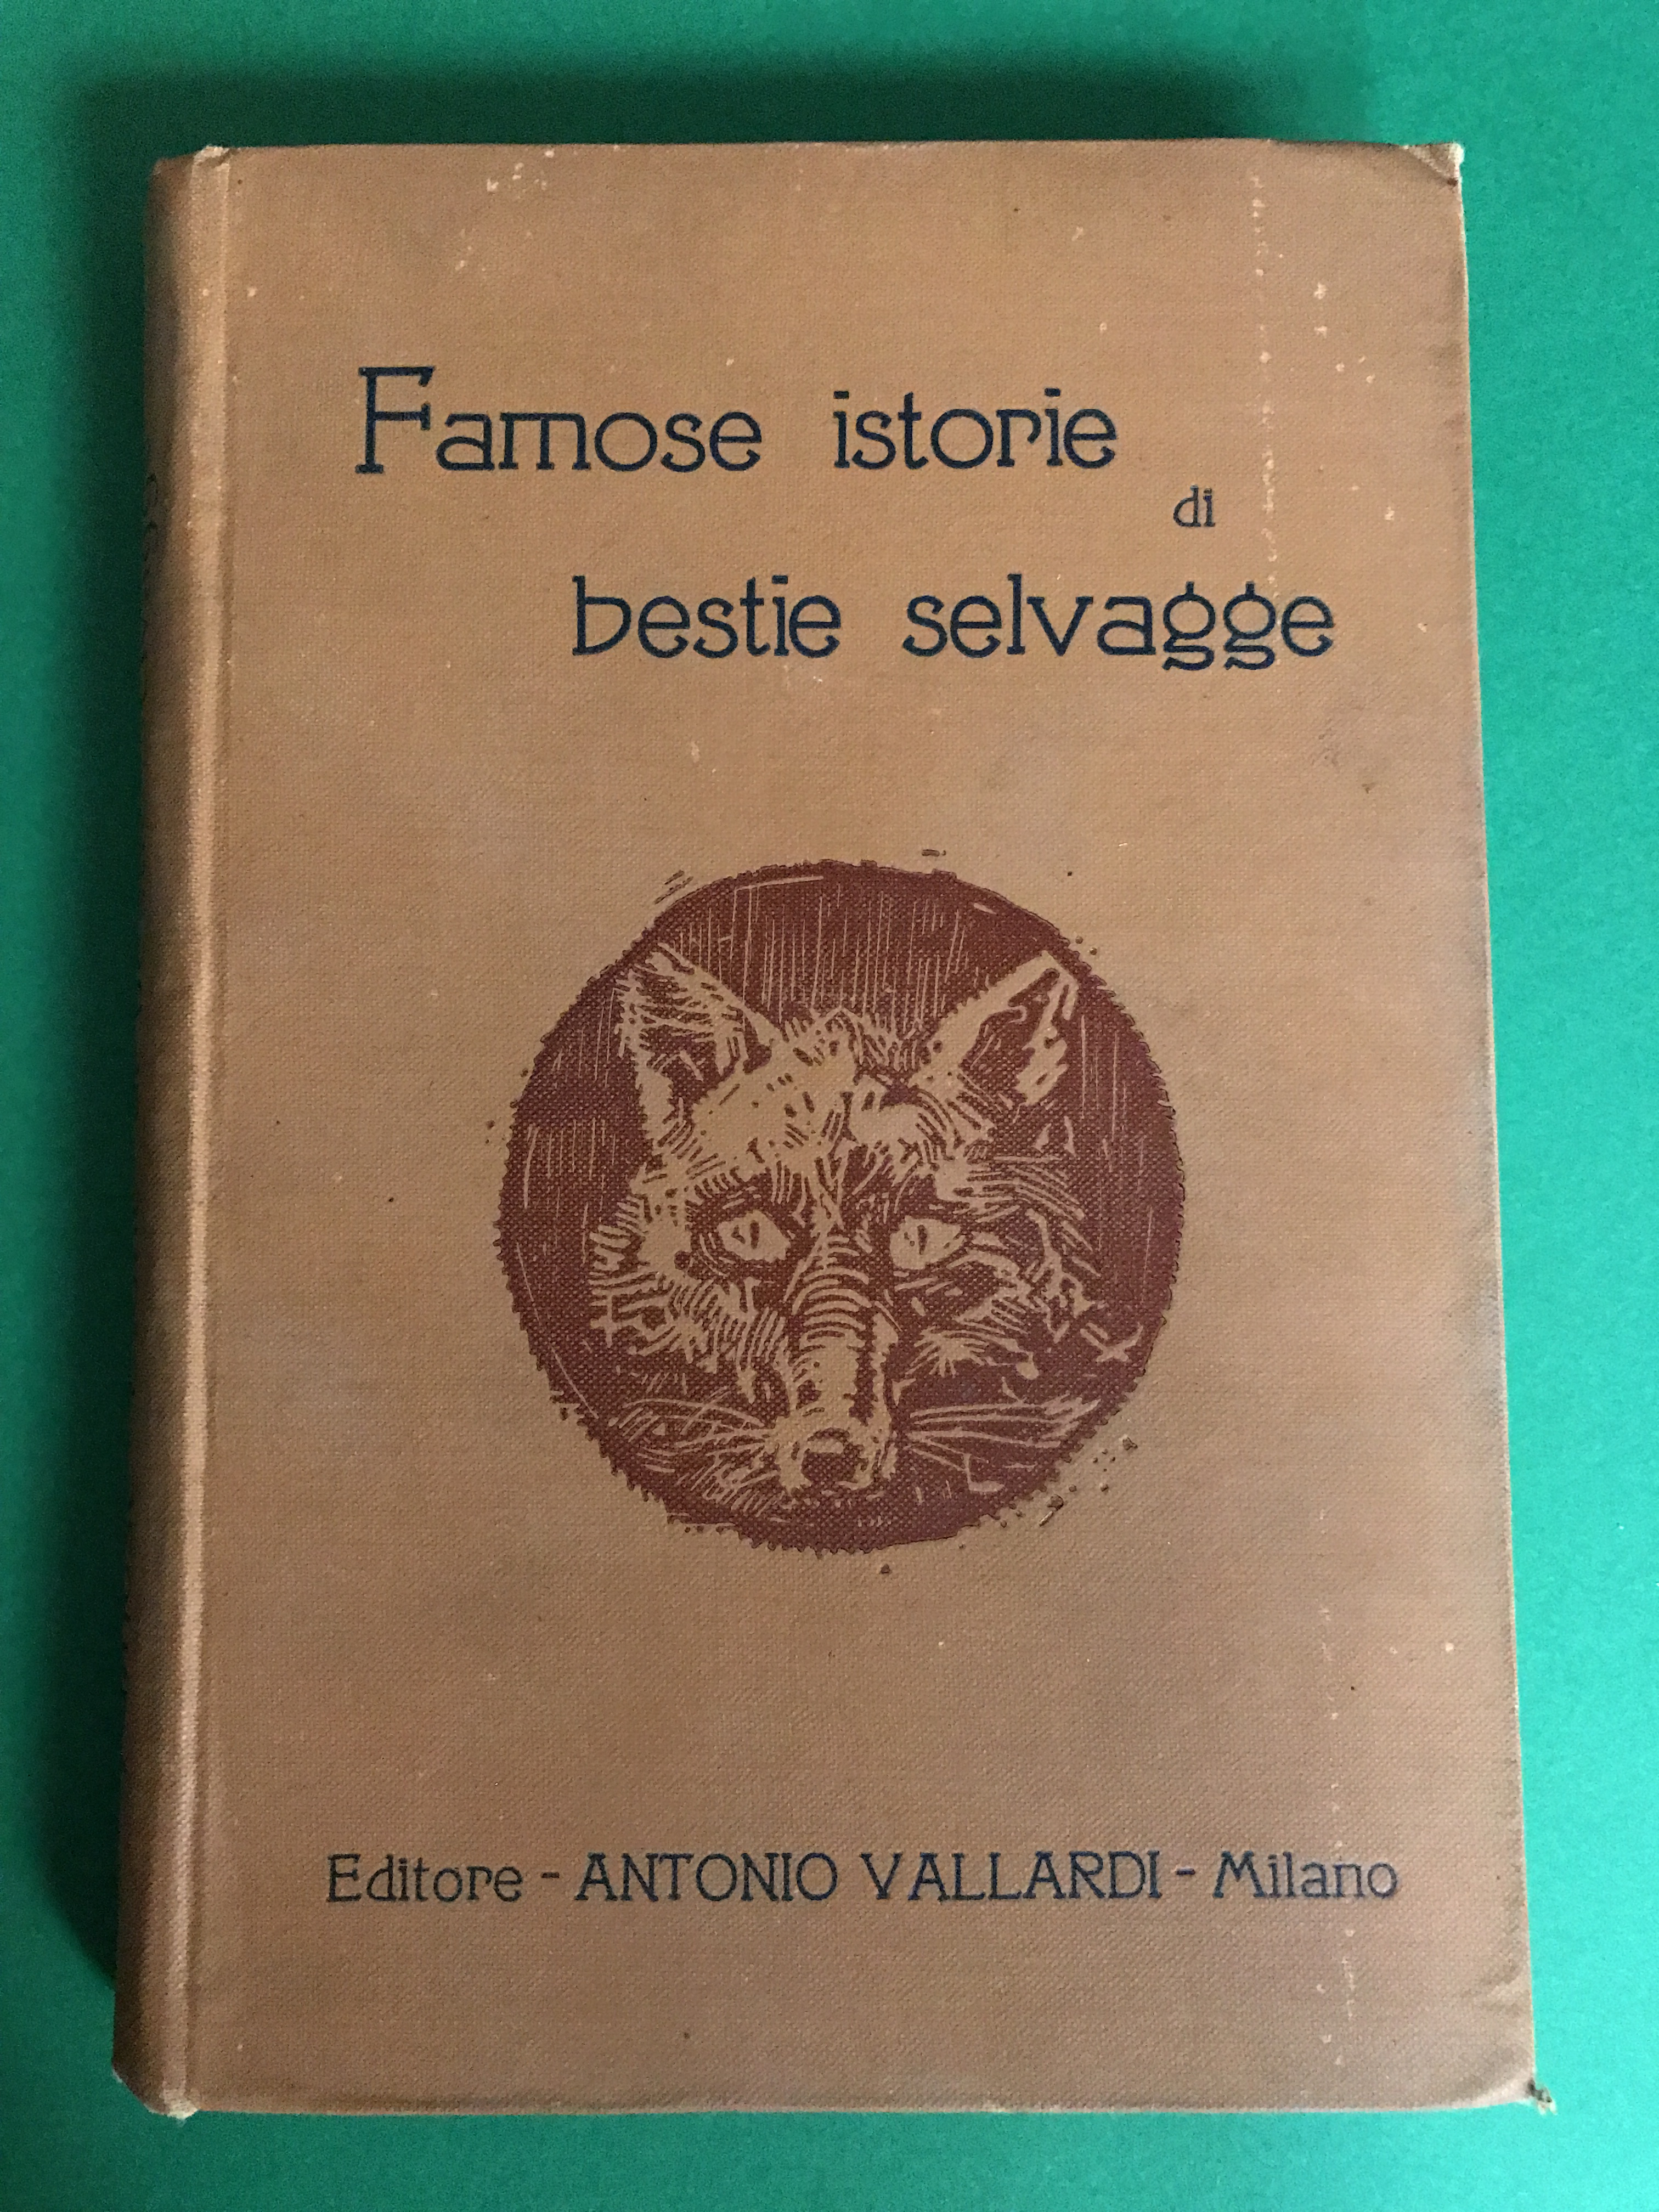 Famose istorie
di
bestie selvagge
Editore - ANTONIO VALLARDI - Milano